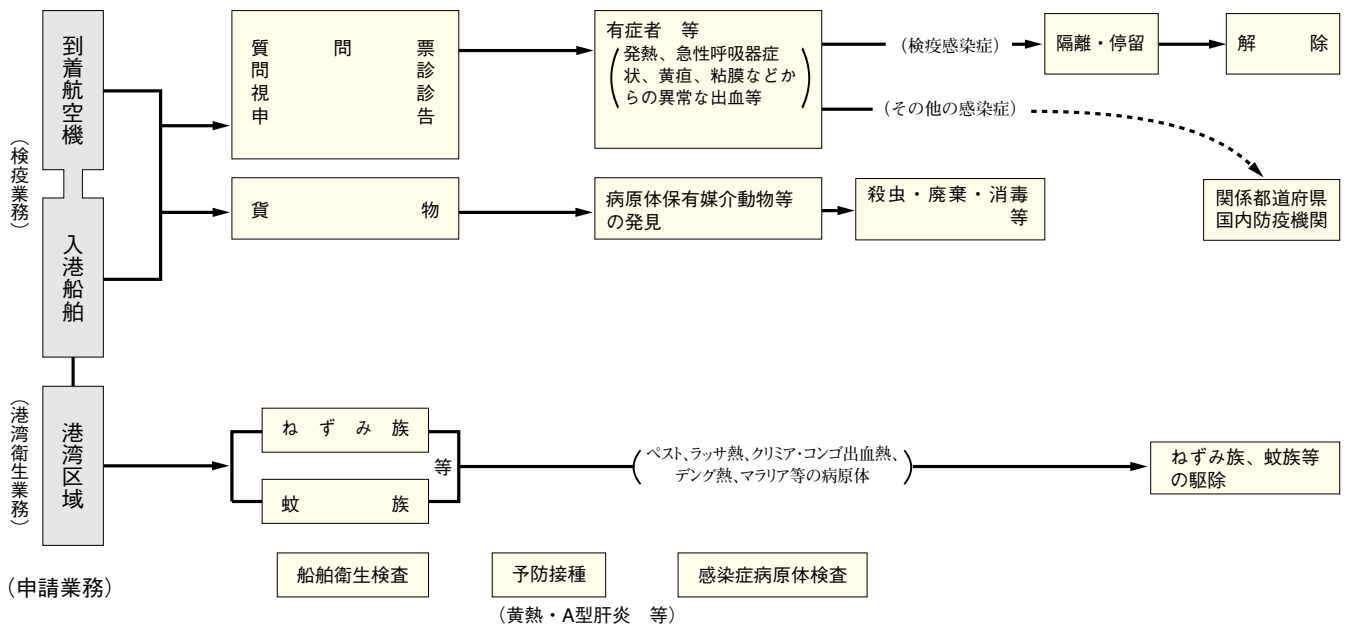 (検疫業務)
到着航空機
入港船舶
質問票
問診
視診
申告
有症者 等
(発熱、急性呼吸器症
状、黄疸、粘膜などか
らの異常な出血等)
(検疫感染症)
隔離・停留
解除
(その他の感染症)
関係都道府県
国内防疫機関
貨物
病原体保有媒介動物等
の発見
殺虫・廃棄・消毒
等
(港湾衛生業務)
港湾区域
ねずみ族
蚊族
等
(ペスト、ラッサ熱、クリミア・コンゴ出血熱、
デング熱、マラリア等の病原体)
ねずみ族、蚊族等
の駆除
(申請業務)
船舶衛生検査
予防接種
(黄熱・A型肝炎 等)
感染症病原体検査